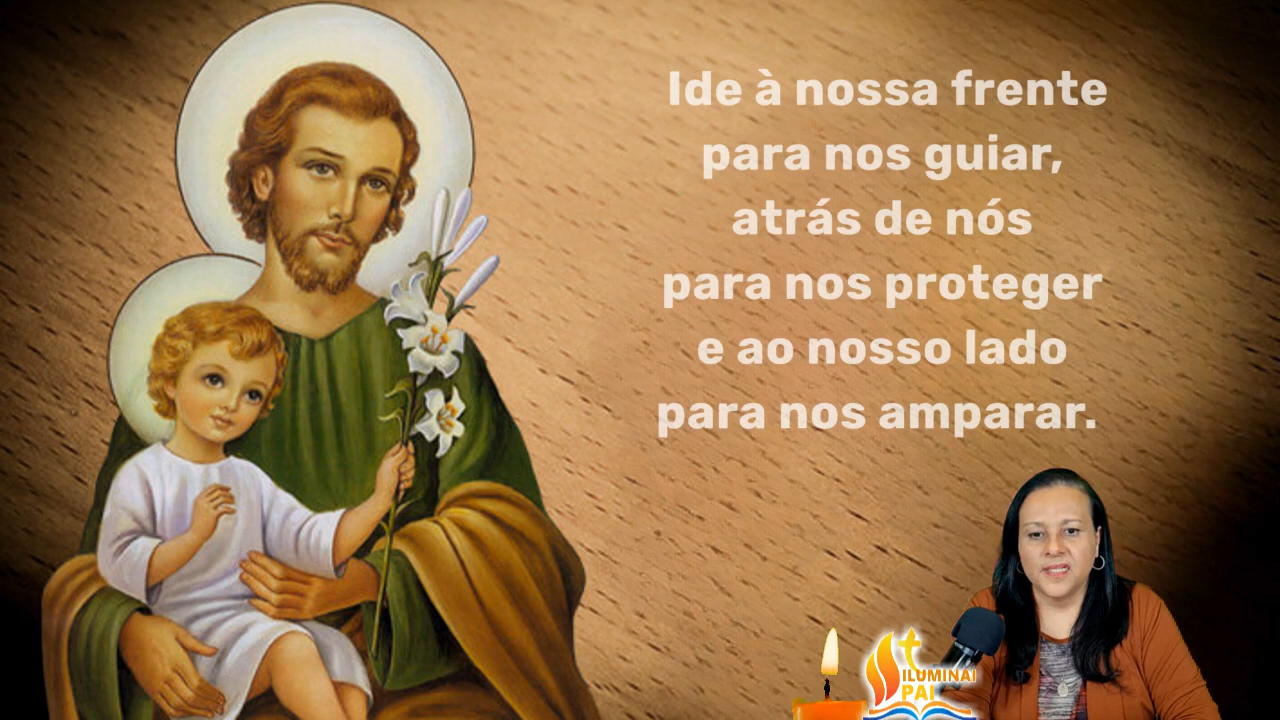 Ide à nossa frente
para nos guiar,
atrás de nós
para nos proteger
e ao nosso lado
para nos amparar.
ILUMINAI
PAI